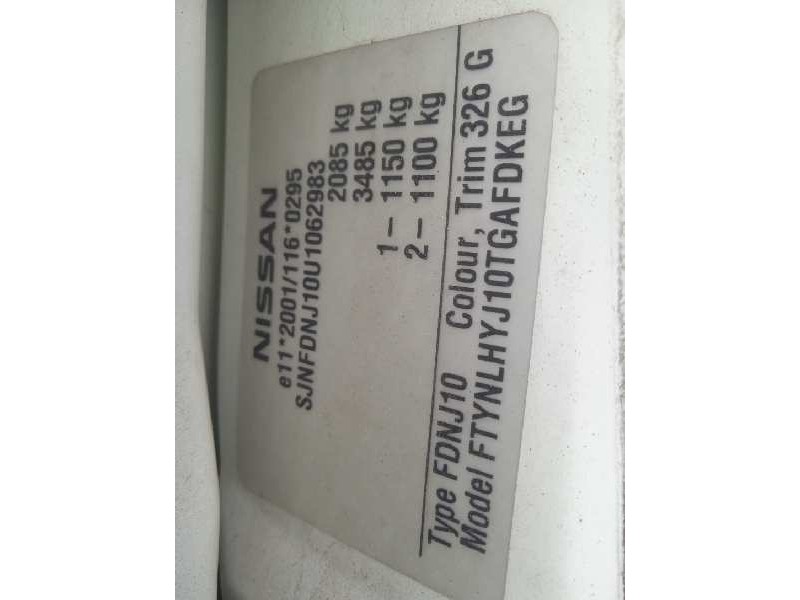 NISSAN
e11*2001/116*0295
SJNFDNJ10U1062983
2085 kg
3485 kg
1– 1150 kg
2– 1100 kg
Type FDNJ10 Colour, Trim 326 G
Model FTYNLHYJ10TGAFDKEG